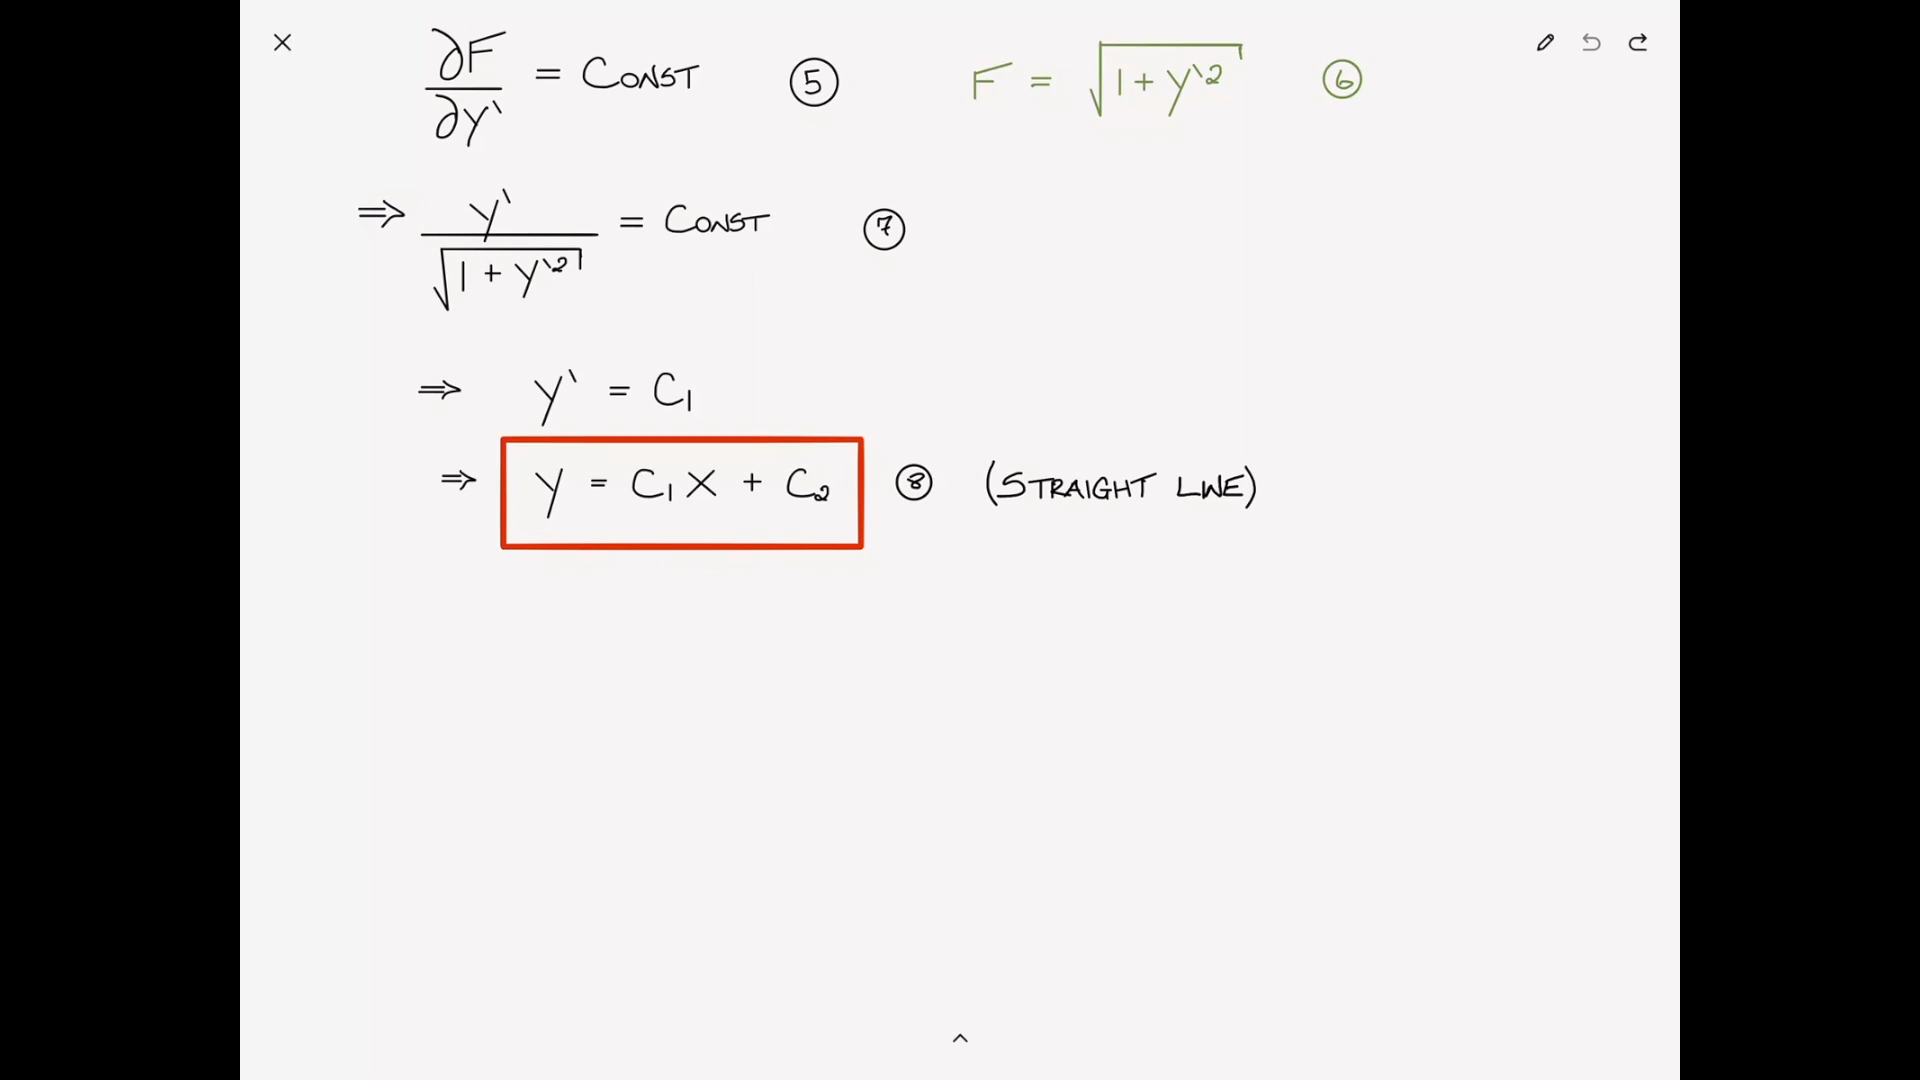 ∂F/∂Y' = CONST ⑤ F = √(1 + Y'²) ⑥
⇒ Y'/√(1 + Y'²) = CONST ⑦
⇒ Y' = C₁
⇒ Y = C₁X + C₂ ⑧ (STRAIGHT LINE)